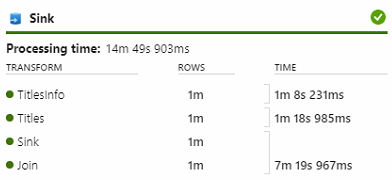 Sink
Processing time: 14m 49s 903ms
TRANSFORM ROWS TIME
TitlesInfo 1m 1m 8s 231ms
Titles 1m 1m 18s 985ms
Sink 1m
Join 1m 7m 19s 967ms